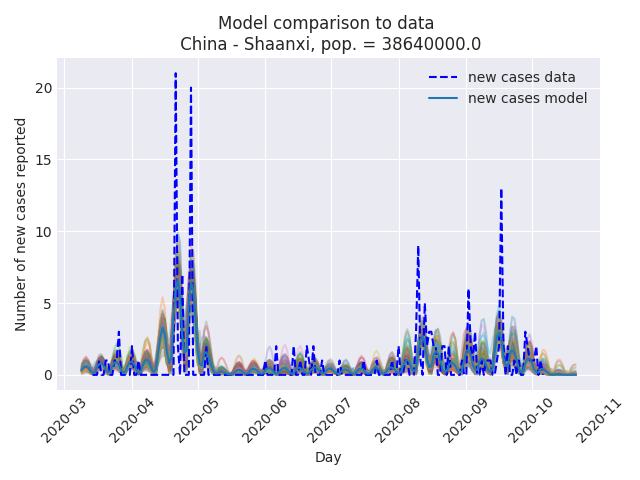 Model comparison to data
China - Shaanxi, pop. = 38640000.0
new cases data
new cases model
Number of new cases reported
20
15
10
5
0
2020-03
2020-04
2020-05
2020-06
2020-07
2020-08
2020-09
2020-10
2020-11
Day